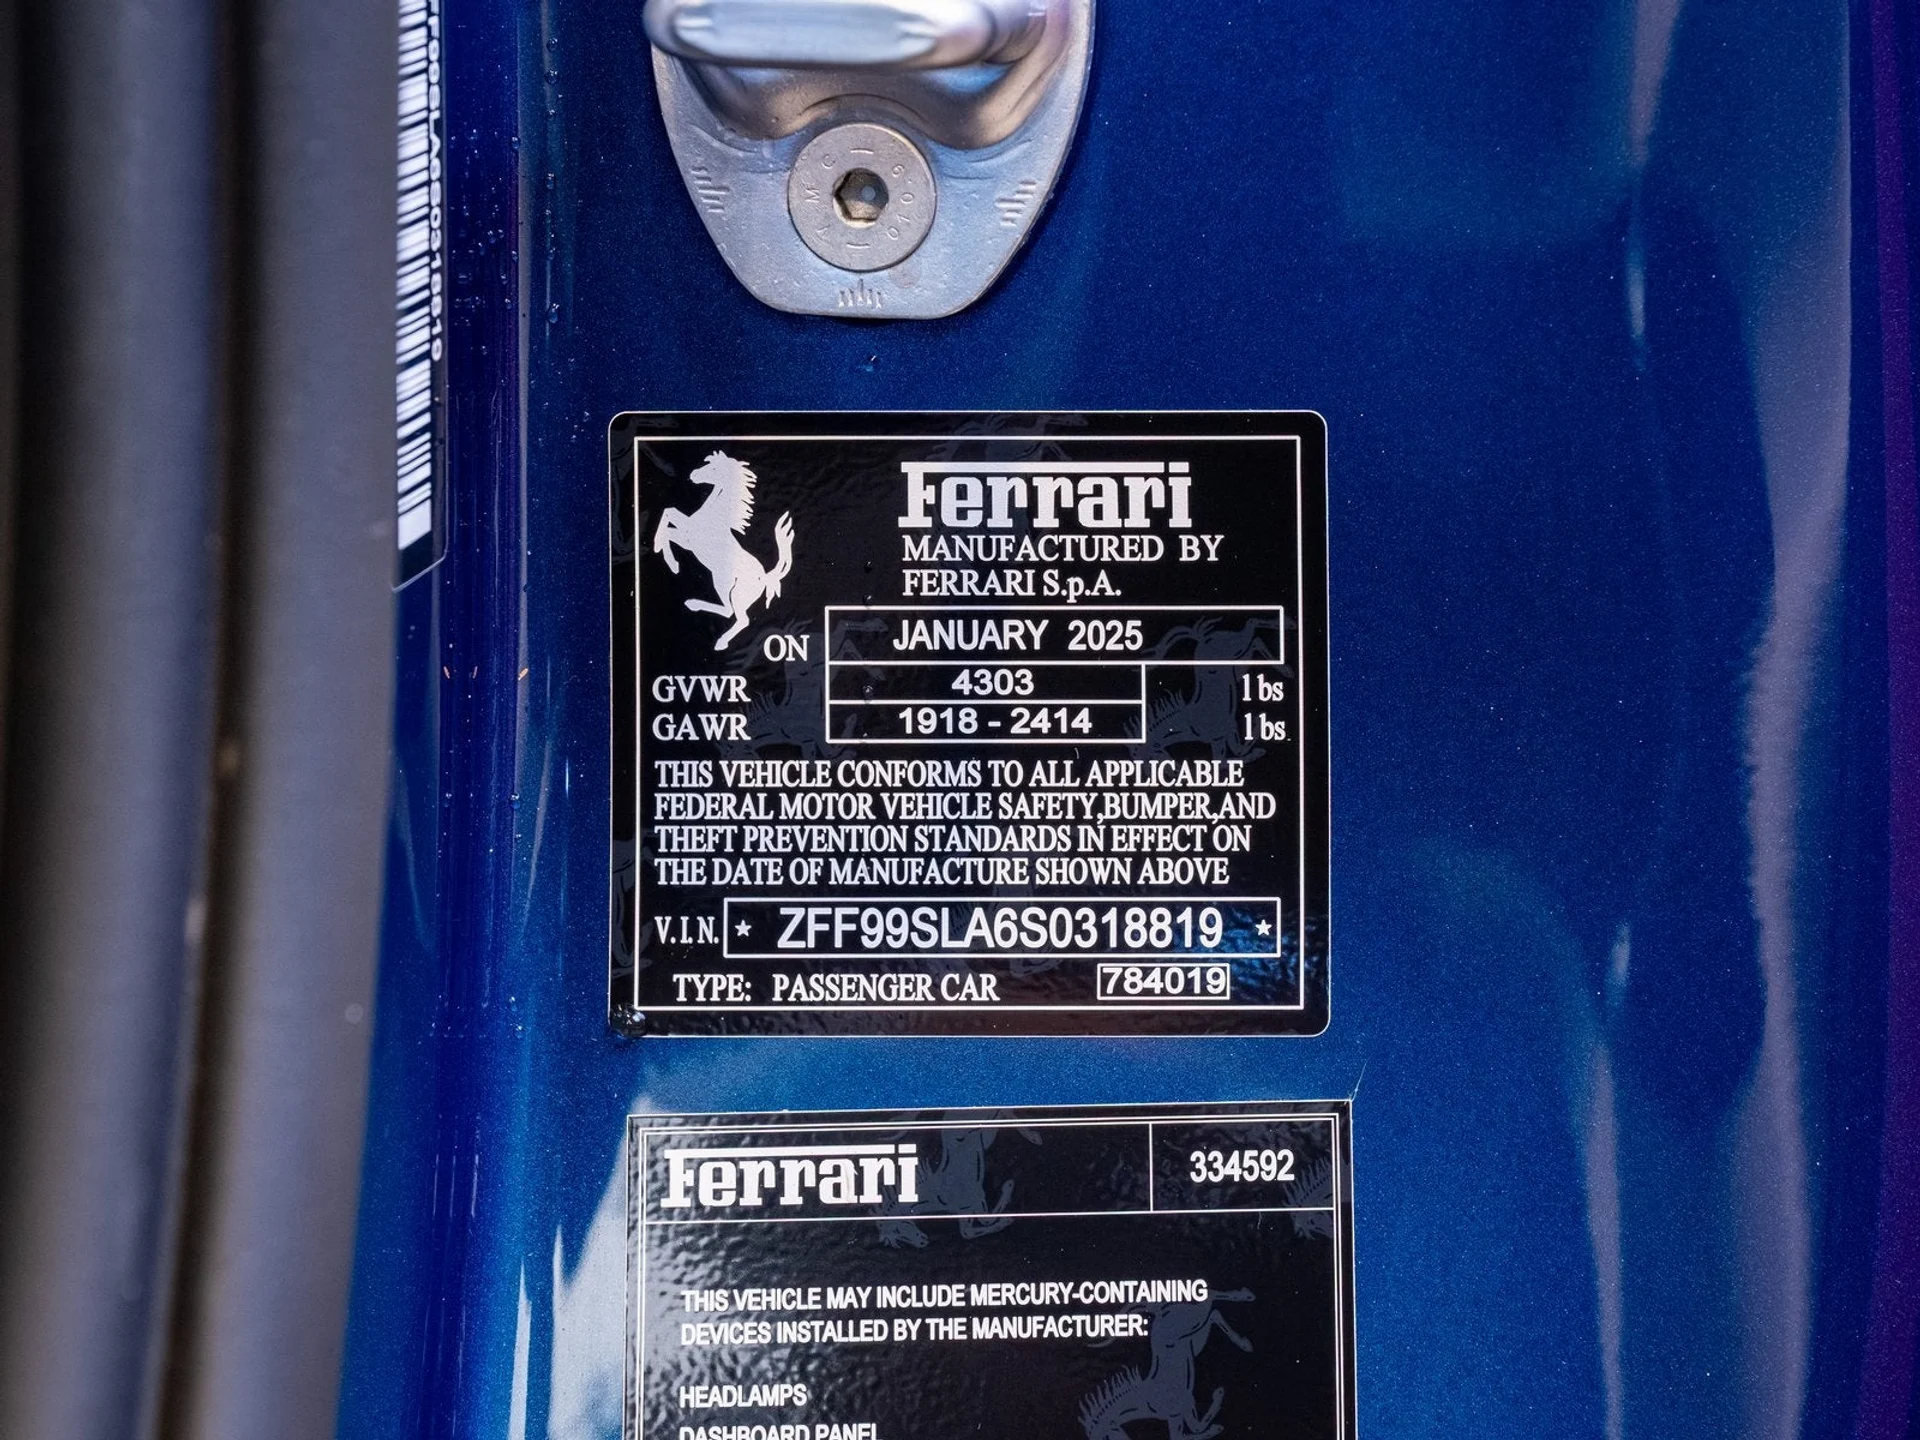 ZFF99SLA6S0318819
Ferrari
MANUFACTURED BY
FERRARI S.p.A.
ON JANUARY 2025
GVWR 4303 lbs
GAWR 1918 - 2414 lbs.
THIS VEHICLE CONFORMS TO ALL APPLICABLE
FEDERAL MOTOR VEHICLE SAFETY,BUMPER,AND
THEFT PREVENTION STANDARDS IN EFFECT ON
THE DATE OF MANUFACTURE SHOWN ABOVE
V.I.N. ★ ZFF99SLA6S0318819 ★
TYPE: PASSENGER CAR 784019
Ferrari 334592
THIS VEHICLE MAY INCLUDE MERCURY-CONTAINING
DEVICES INSTALLED BY THE MANUFACTURER:
HEADLAMPS
DASHBOARD PANEL